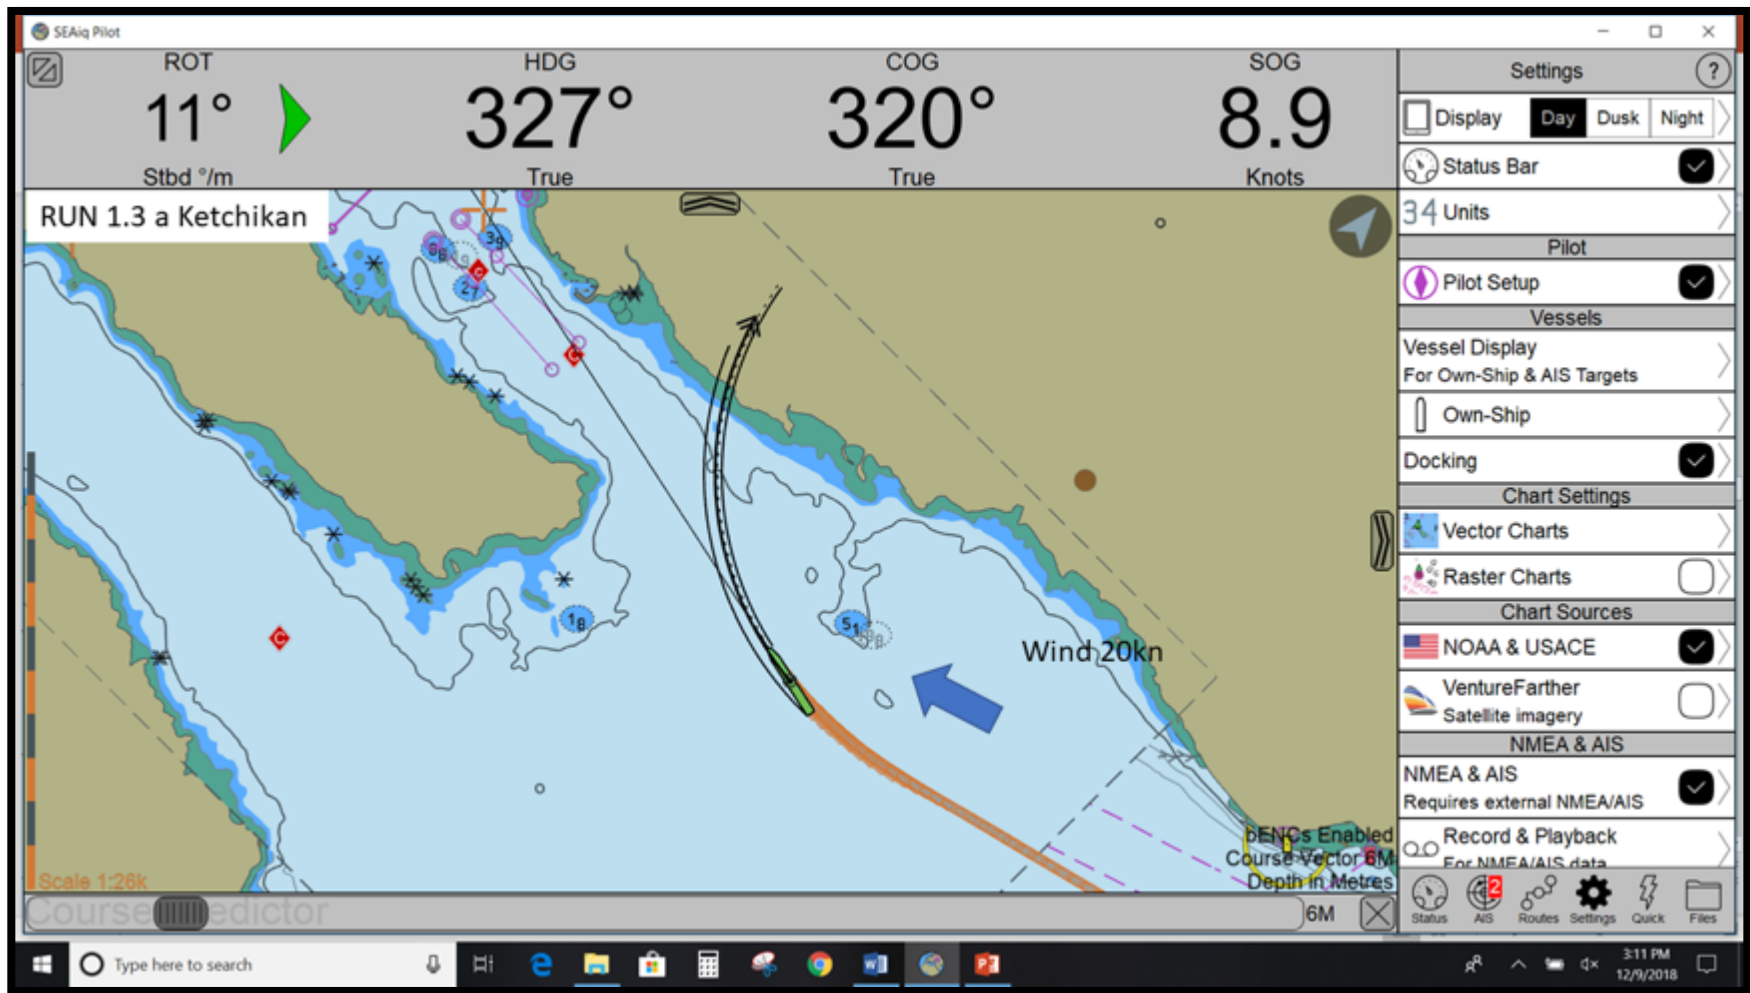 SEAiq Pilot
ROT
HDG
COG
SOG
11°
327°
320°
8.9
Stbd °/m
True
True
Knots
RUN 1.3 a Ketchikan
Wind 20kn
bENCs Enabled
Course Vector 6M
Depth in Metres
Scale 1:26k
6M
Settings
?
Display Day Dusk Night
Status Bar
34 Units
Pilot
Pilot Setup
Vessels
Vessel Display
For Own-Ship & AIS Targets
Own-Ship
Docking
Chart Settings
Vector Charts
Raster Charts
Chart Sources
NOAA & USACE
VentureFarther
Satellite imagery
NMEA & AIS
NMEA & AIS
Requires external NMEA/AIS
Record & Playback
For NMEA/AIS data
2
Status AIS Routes Settings Quick Files
Type here to search
3:11 PM
12/9/2018